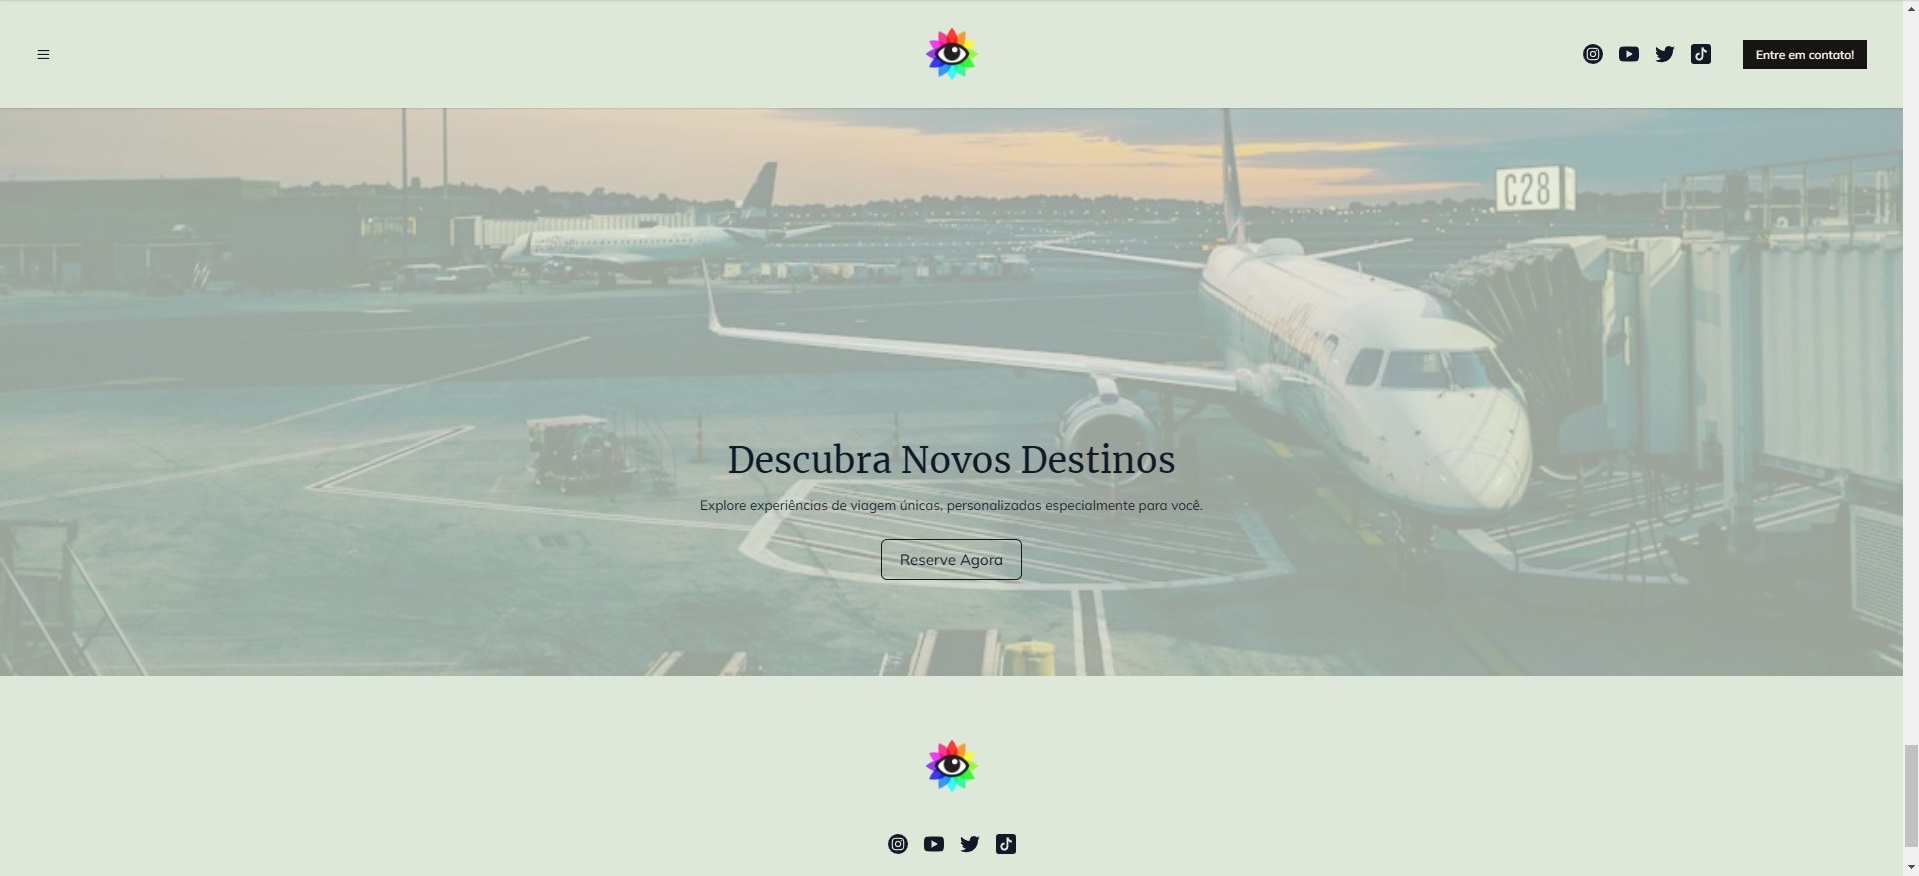 Entre em contato!
C28
Descubra Novos Destinos
Explore experiências de viagem únicas, personalizadas especialmente para você.
Reserve Agora